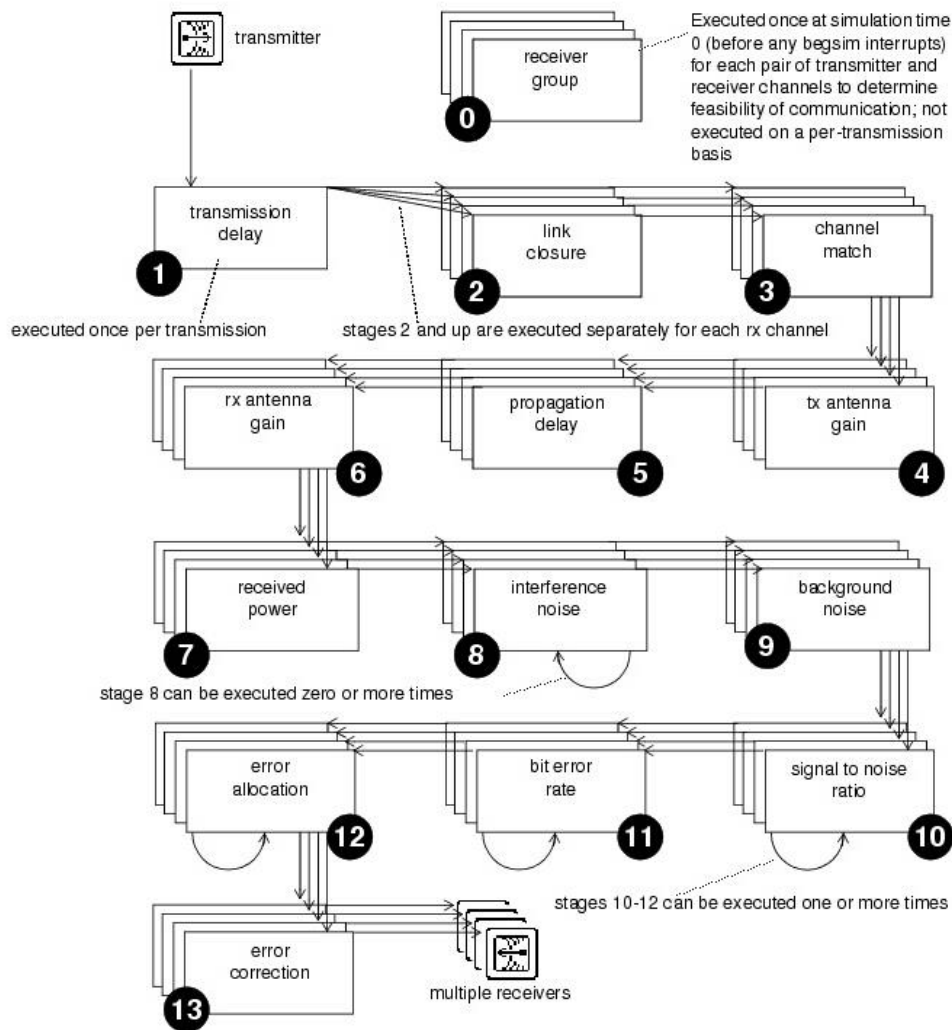 transmitter
receiver
group
0
Executed once at simulation time
0 (before any begsim interrupts)
for each pair of transmitter and
receiver channels to determine
feasibility of communication; not
executed on a per-transmission
basis
transmission
delay
1
link
closure
2
channel
match
3
executed once per transmission
stages 2 and up are executed separately for each rx channel
rx antenna
gain
6
propagation
delay
5
tx antenna
gain
4
received
power
7
interference
noise
8
background
noise
9
stage 8 can be executed zero or more times
error
allocation
12
bit error
rate
11
signal to noise
ratio
10
stages 10-12 can be executed one or more times
error
correction
13
multiple receivers